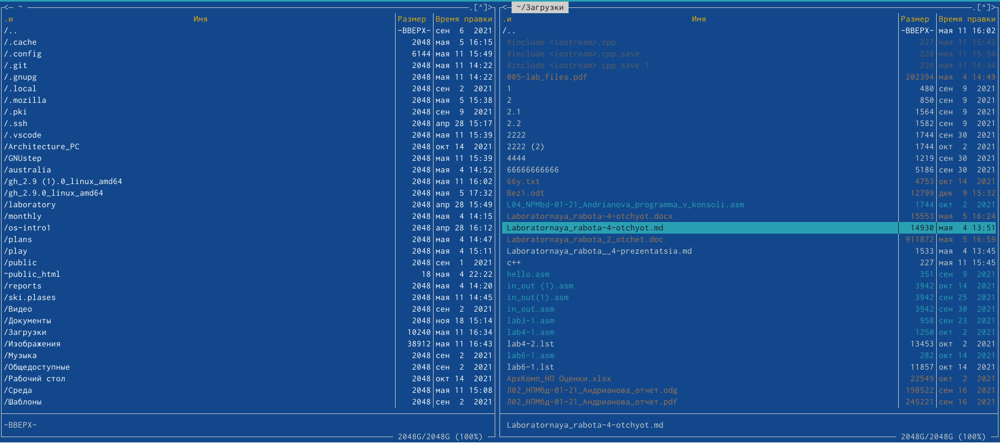 <─ ~ .[^]>
.и Имя Размер Время правки
/.. -ВВЕРХ- сен 6 2021
/.cache 2048 мая 5 16:15
/.config 6144 мая 11 15:49
/.git 2048 мая 11 14:22
/.gnupg 2048 мая 11 14:22
/.local 2048 сен 2 2021
/.mozilla 2048 мая 5 15:38
/.pki 2048 сен 9 2021
/.ssh 2048 апр 28 15:17
/.vscode 2048 мая 11 15:39
/Architecture_PC 2048 окт 14 2021
/GNUstep 2048 мая 11 15:39
/australia 2048 мая 4 14:52
/gh_2.9 (1).0_linux_amd64 2048 мая 11 16:02
/gh_2.9.0_linux_amd64 2048 мая 5 17:32
/laboratory 2048 апр 28 15:49
/monthly 2048 мая 4 14:15
/os-intro1 2048 апр 28 16:12
/plans 2048 мая 4 14:47
/play 2048 мая 4 15:11
/public 2048 сен 1 2021
~public_html 18 мая 4 22:22
/reports 2048 мая 4 14:20
/ski.plases 2048 мая 11 14:45
/Видео 2048 сен 2 2021
/Документы 2048 ноя 18 15:14
/Загрузки 10240 мая 11 16:34
/Изображения 38912 мая 11 16:43
/Музыка 2048 сен 2 2021
/Общедоступные 2048 сен 2 2021
/Рабочий стол 2048 окт 14 2021
/Среда 2048 мая 11 15:08
/Шаблоны 2048 сен 2 2021
-ВВЕРХ-
2048G/2048G (100%)
<─ ~/Загрузки .[^]>
.и Имя Размер Время правки
/.. -ВВЕРХ- мая 11 16:02
#include <iostream>.cpp 227 мая 11 15:45
#include <iostream>.cpp.save 228 мая 11 15:54
#include <iostream>.cpp.save.1 228 мая 11 16:34
005-lab_files.pdf 202394 мая 4 14:49
1 480 сен 9 2021
2 850 сен 9 2021
2.1 1564 сен 9 2021
2.2 1582 сен 9 2021
2222 1744 сен 30 2021
2222 (2) 1744 окт 2 2021
4444 1219 сен 30 2021
66666666666 5186 сен 30 2021
66y.txt 4753 окт 14 2021
Bez1.odt 12799 дек 9 15:32
L04_NPMbd-01-21_Andrianova_programma_v_konsoli.asm 1744 окт 2 2021
Laboratornaya_rabota-4-otchyot.docx 15553 мая 5 16:24
Laboratornaya_rabota-4-otchyot.md 14930 мая 4 13:51
Laboratornaya_rabota_2_otchet.doc 911872 мая 5 16:59
Laboratornaya_rabota__4-prezentatsia.md 1533 мая 4 13:45
c++ 227 мая 11 15:45
hello.asm 351 сен 9 2021
in_out (1).asm 3942 окт 14 2021
in_out(1).asm 3942 сен 25 2021
in_out.asm 3942 сен 30 2021
lab3-1.asm 958 сен 23 2021
lab4-1.asm 1250 окт 2 2021
lab4-2.lst 13453 окт 2 2021
lab6-1.asm 282 окт 14 2021
lab6-1.lst 11857 окт 14 2021
АрхКомп_НП Оценки.xlsx 22549 окт 2 2021
Л02_НПМбд-01-21_Андрианова_отчет.odg 198522 сен 16 2021
Л02_НПМбд-01-21_Андрианова_отчет.pdf 245221 сен 16 2021
Laboratornaya_rabota-4-otchyot.md
2048G/2048G (100%)